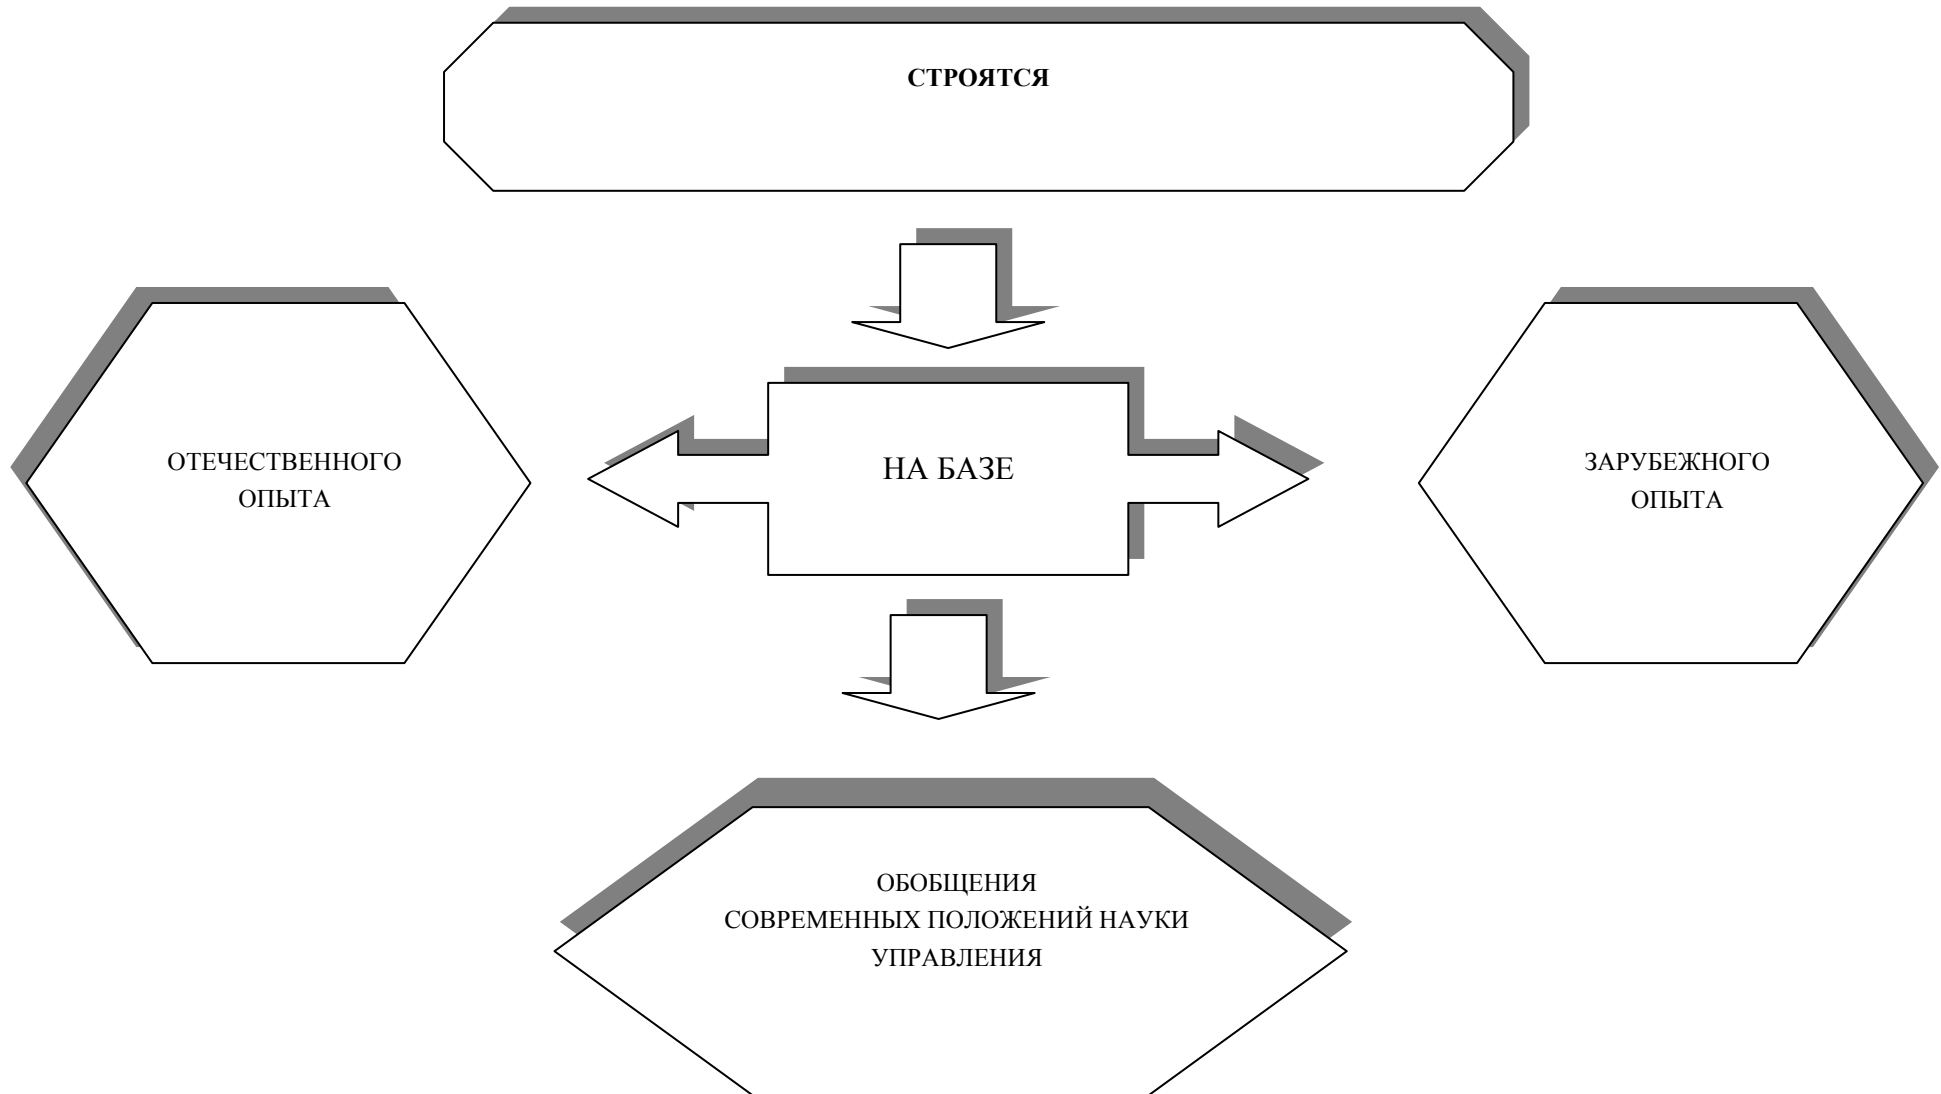 СТРОЯТСЯ
ОТЕЧЕСТВЕННОГО
ОПЫТА
НА БАЗЕ
ЗАРУБЕЖНОГО
ОПЫТА
ОБОБЩЕНИЯ
СОВРЕМЕННЫХ ПОЛОЖЕНИЙ НАУКИ
УПРАВЛЕНИЯ